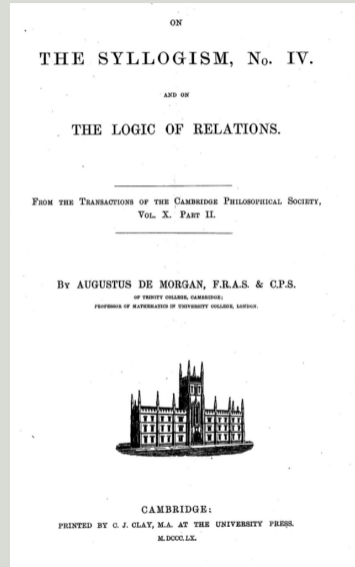 ON
THE SYLLOGISM, No. IV.
AND ON
THE LOGIC OF RELATIONS.
From the Transactions of the Cambridge Philosophical Society,
Vol. X. Part II.
By AUGUSTUS DE MORGAN, F.R.A.S. & C.P.S.
OF TRINITY COLLEGE, CAMBRIDGE;
PROFESSOR OF MATHEMATICS IN UNIVERSITY COLLEGE, LONDON.
CAMBRIDGE:
PRINTED BY C. J. CLAY, M.A. AT THE UNIVERSITY PRESS.
M.DCCC.LX.